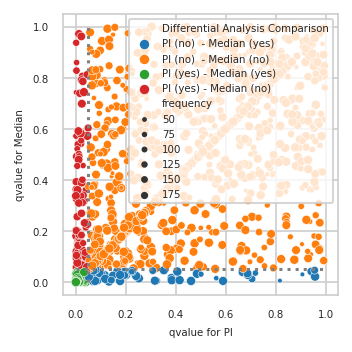 Differential Analysis Comparison
PI (no)  - Median (yes)
PI (no)  - Median (no)
PI (yes) - Median (yes)
PI (yes) - Median (no)
frequency
50
75
100
125
150
175
1.0
0.8
0.6
0.4
0.2
0.0
qvalue for Median
0.0 0.2 0.4 0.6 0.8 1.0
qvalue for PI